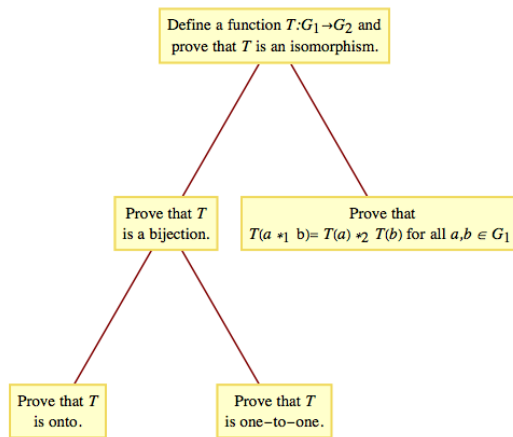 Define a function T:G₁→G₂ and
prove that T is an isomorphism.
Prove that T
is a bijection.
Prove that
T(a *₁ b)= T(a) *₂ T(b) for all a,b ∈ G₁
Prove that T
is onto.
Prove that T
is one-to-one.